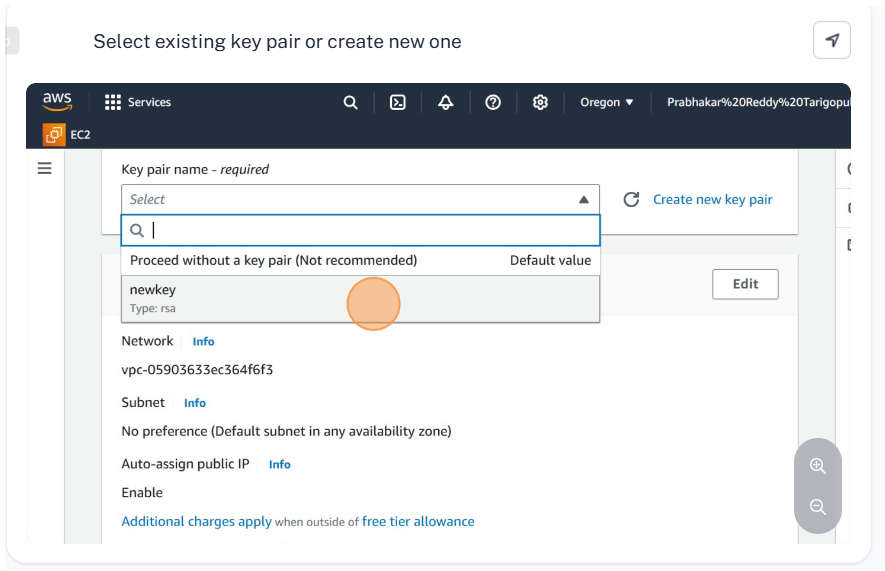 Select existing key pair or create new one
aws
Services
Oregon ▼
Prabhakar%20Reddy%20Tarigopul
EC2
Key pair name - required
Select
Create new key pair
Proceed without a key pair (Not recommended) Default value
newkey
Type: rsa
Edit
Network Info
vpc-05903633ec364f6f3
Subnet Info
No preference (Default subnet in any availability zone)
Auto-assign public IP Info
Enable
Additional charges apply when outside of free tier allowance